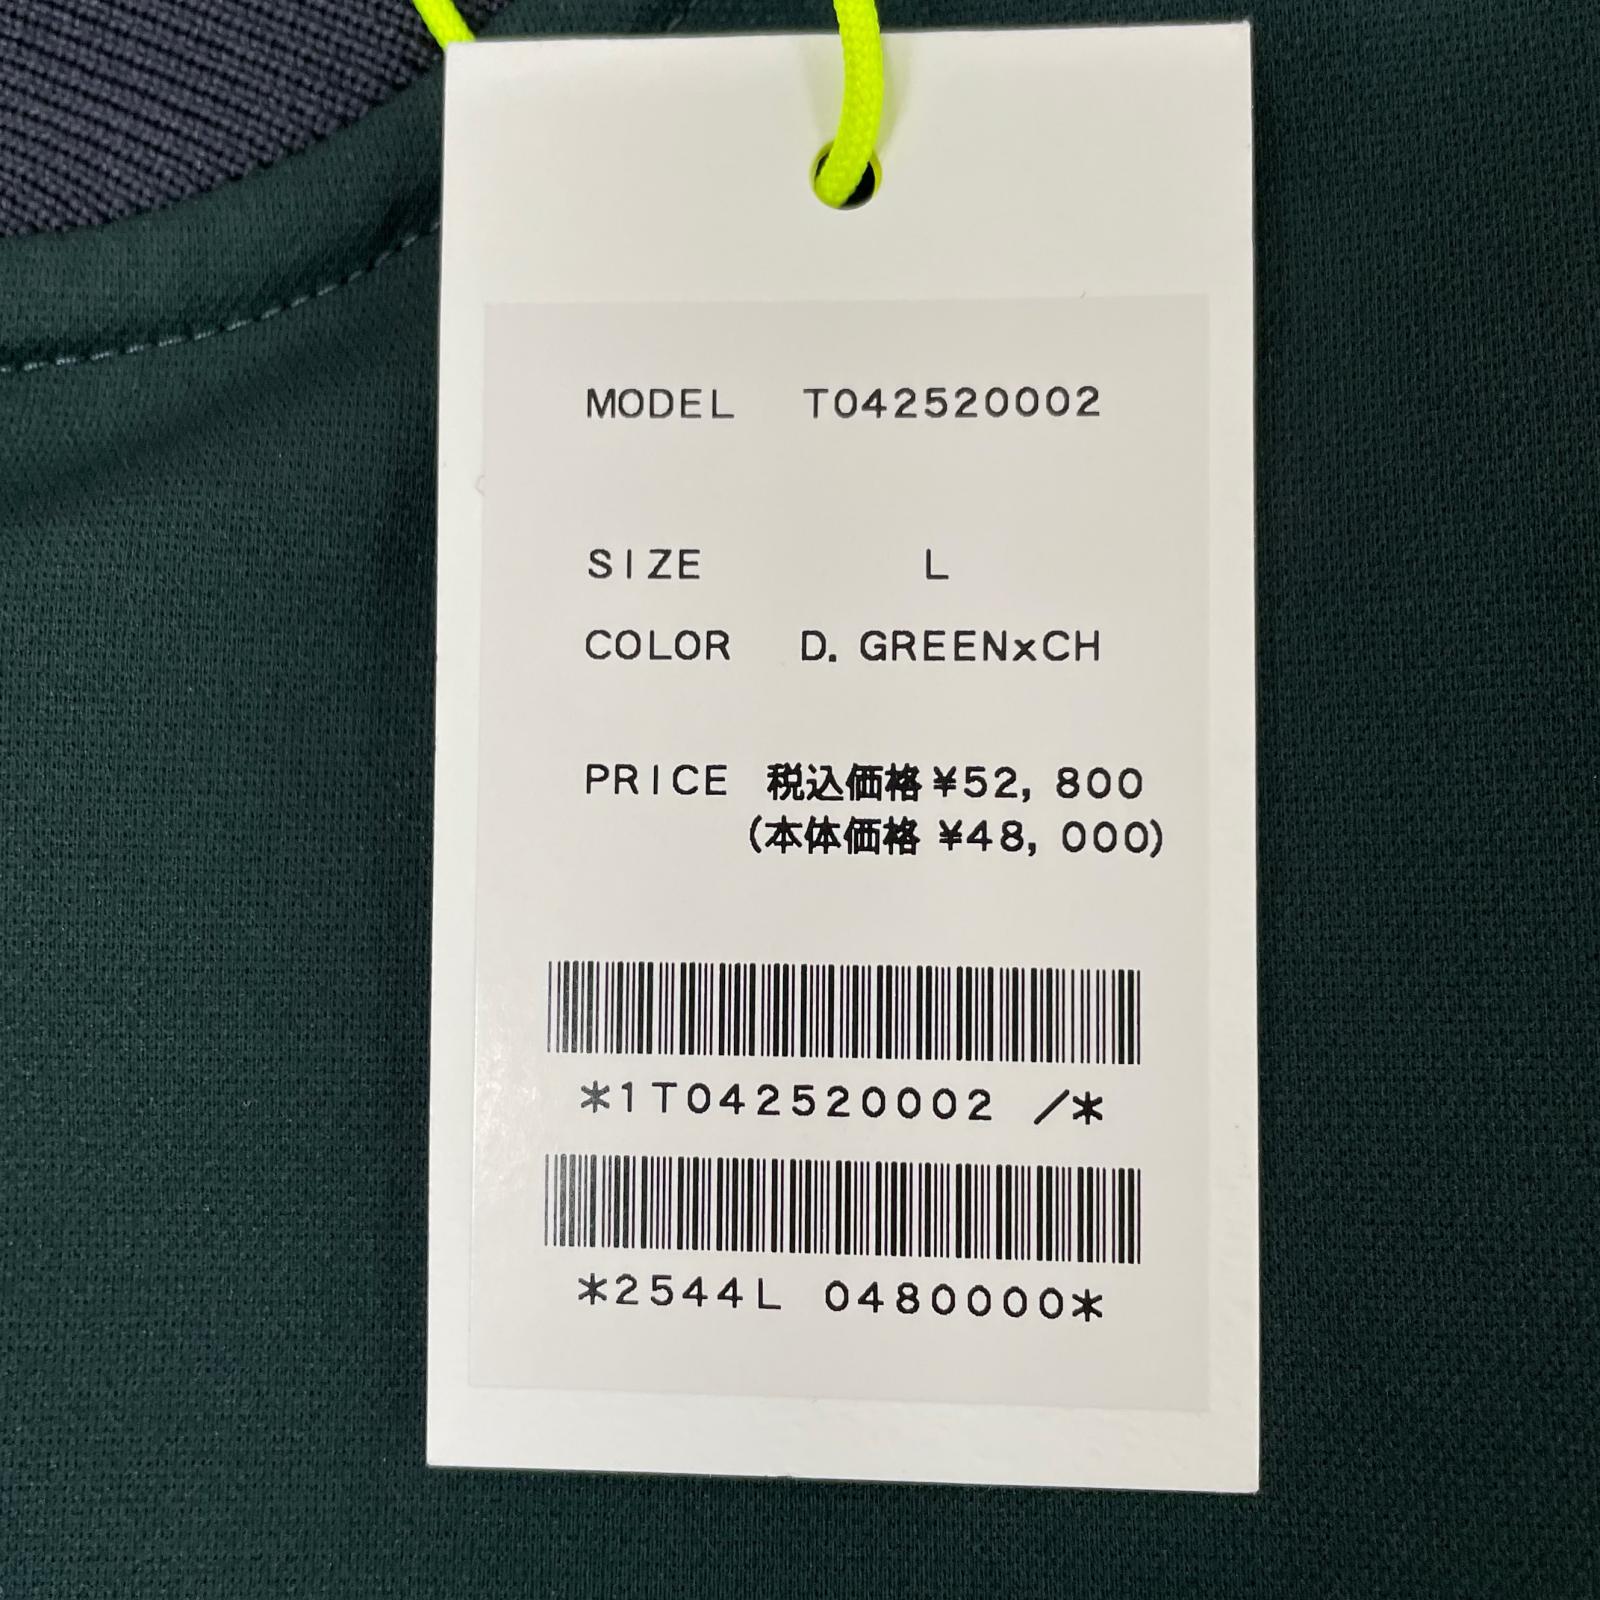 MODEL T042520002
SIZE L
COLOR D. GREENxCH
PRICE 税込価格 ¥52, 800
(本体価格 ¥48, 000)
*1T042520002 /*
*2544L 0480000*